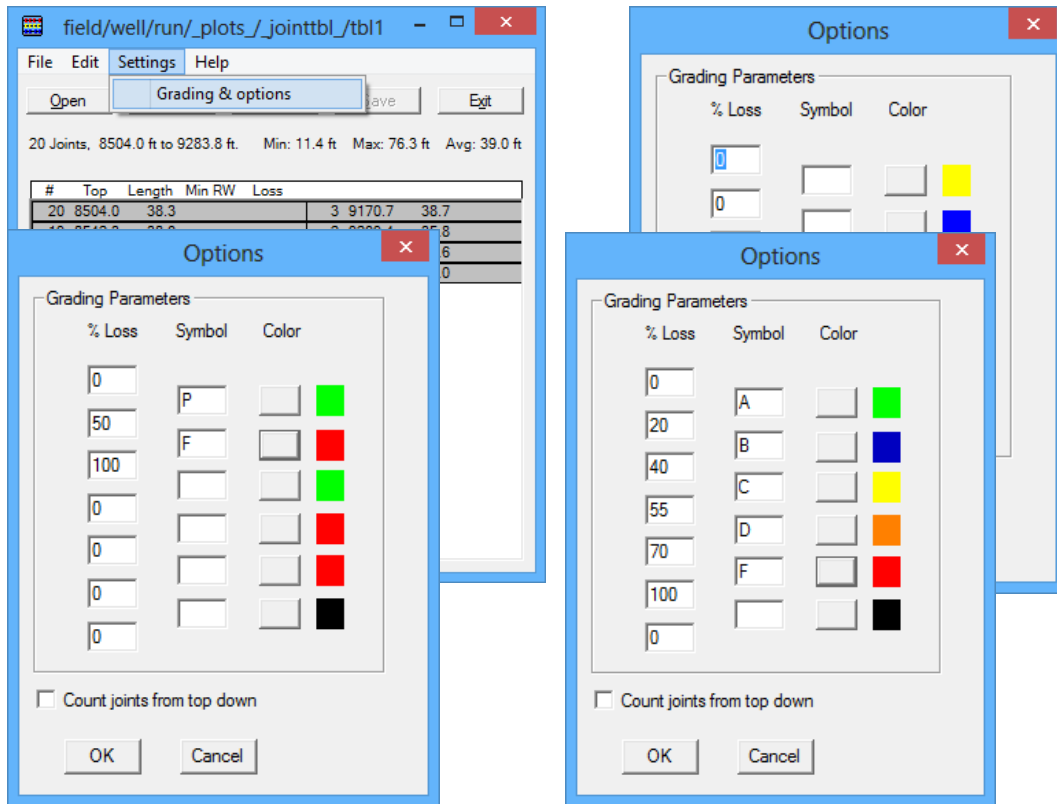 field/well/run/_plots_/_jointtbl_/tbl1
File Edit Settings Help
Grading & options
Open Exit
20 Joints, 8504.0 ft to 9283.8 ft. Min: 11.4 ft Max: 76.3 ft Avg: 39.0 ft
# Top Length Min RW Loss
20 8504.0 38.3 3 9170.7 38.7
Options
Grading Parameters
% Loss Symbol Color
0
0
Options
Grading Parameters
% Loss Symbol Color
0
P
50
F
100
0
0
0
0
Count joints from top down
OK Cancel
Options
Grading Parameters
% Loss Symbol Color
0
A
20
B
40
C
55
D
70
F
100
0
Count joints from top down
OK Cancel